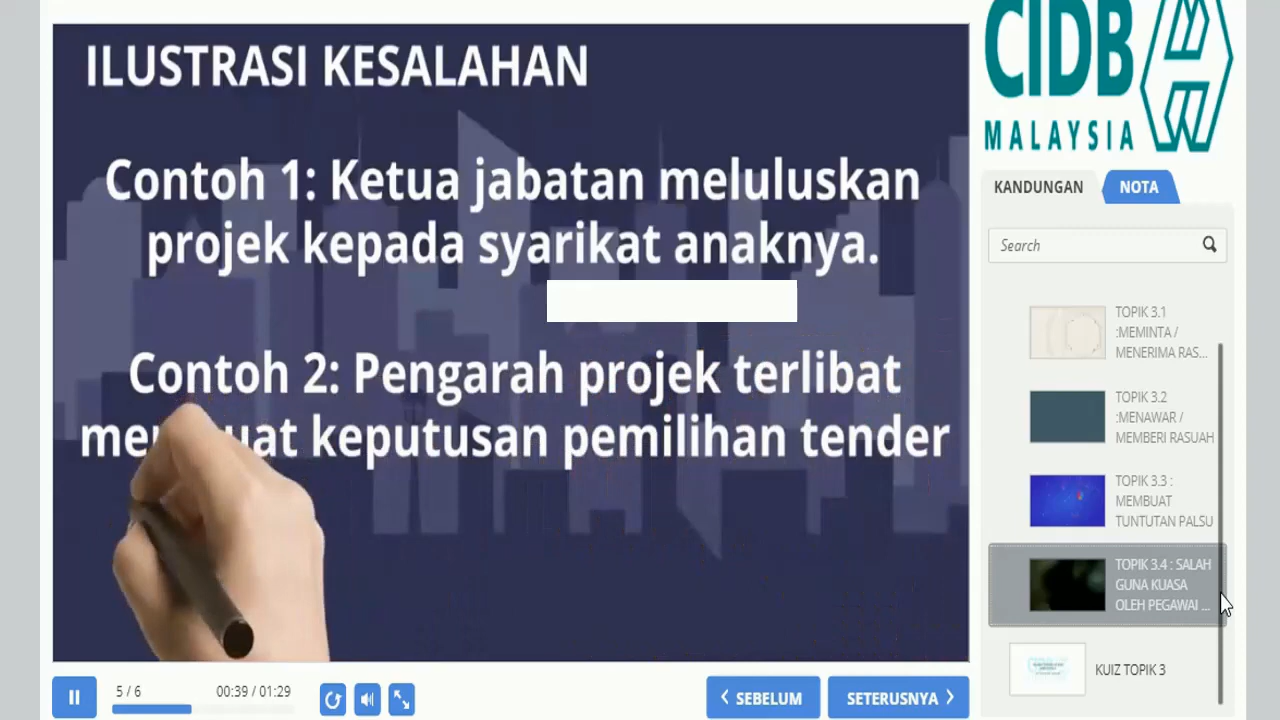 ILUSTRASI KESALAHAN
Contoh 1: Ketua jabatan meluluskan
projek kepada syarikat anaknya.
Contoh 2: Pengarah projek terlibat
keputusan pemilihan tender
5 / 6
00:39 / 01:29
SEBELUM
SETERUSNYA
CIDB
MALAYSIA
KANDUNGAN
NOTA
Search
TOPIK 3.1
:MEMINTA /
MENERIMA RAS...
TOPIK 3.2
:MENAWAR /
MEMBERI RASUAH
TOPIK 3.3 :
MEMBUAT
TUNTUTAN PALSU
TOPIK 3.4 : SALAH
GUNA KUASA
OLEH PEGAWAI ...
KUIZ TOPIK 3